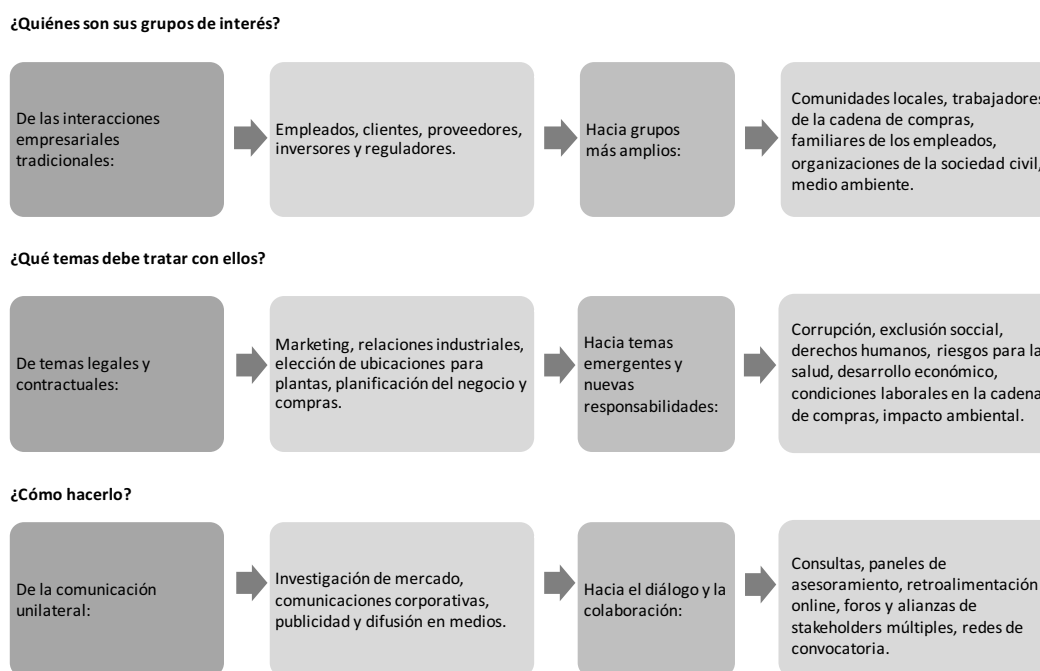 ¿Quiénes son sus grupos de interés?
De las interacciones
empresariales
tradicionales:
Empleados, clientes, proveedores,
inversores y reguladores.
Hacia grupos
más amplios:
Comunidades locales, trabajadores
de la cadena de compras,
familiares de los empleados,
organizaciones de la sociedad civil,
medio ambiente.
¿Qué temas debe tratar con ellos?
De temas legales y
contractuales:
Marketing, relaciones industriales,
elección de ubicaciones para
plantas, planificación del negocio y
compras.
Hacia temas
emergentes y
nuevas
responsabilidades:
Corrupción, exclusión soccial,
derechos humanos, riesgos para la
salud, desarrollo económico,
condiciones laborales en la cadena
de compras, impacto ambiental.
¿Cómo hacerlo?
De la comunicación
unilateral:
Investigación de mercado,
comunicaciones corporativas,
publicidad y difusión en medios.
Hacia el diálogo y la
colaboración:
Consultas, paneles de
asesoramiento, retroalimentación
online, foros y alianzas de
stakeholders múltiples, redes de
convocatoria.